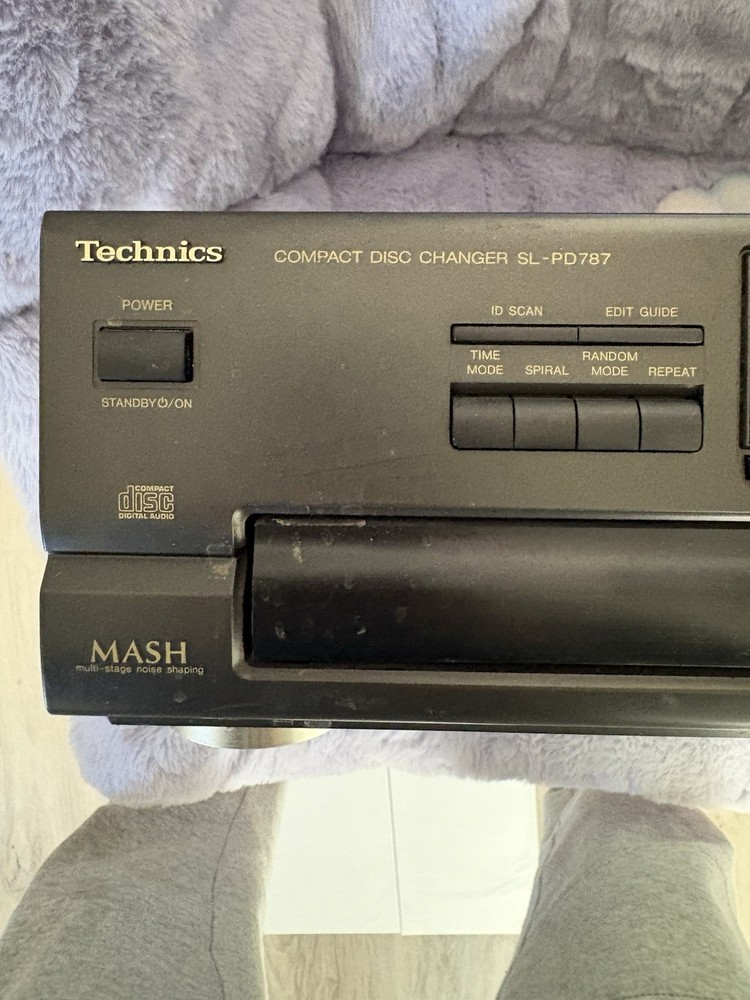 Technics
COMPACT DISC CHANGER SL-PD787
POWER
STANDBY⏻/ON
ID SCAN
EDIT GUIDE
TIME MODE
SPIRAL
RANDOM MODE
REPEAT
COMPACT
disc
DIGITAL AUDIO
MASH
multi-stage noise shaping